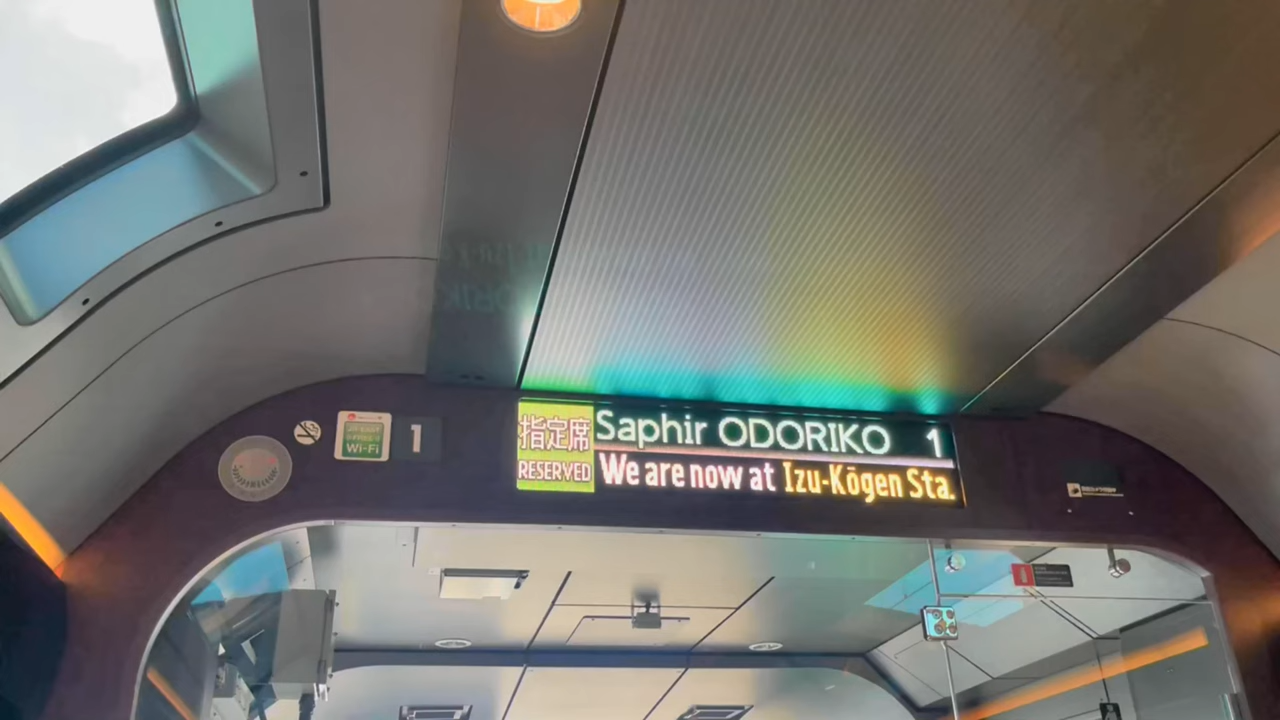 指定席
RESERVED
Saphir ODORIKO 1
We are now at Izu-Kōgen Sta.
Wi-Fi
1